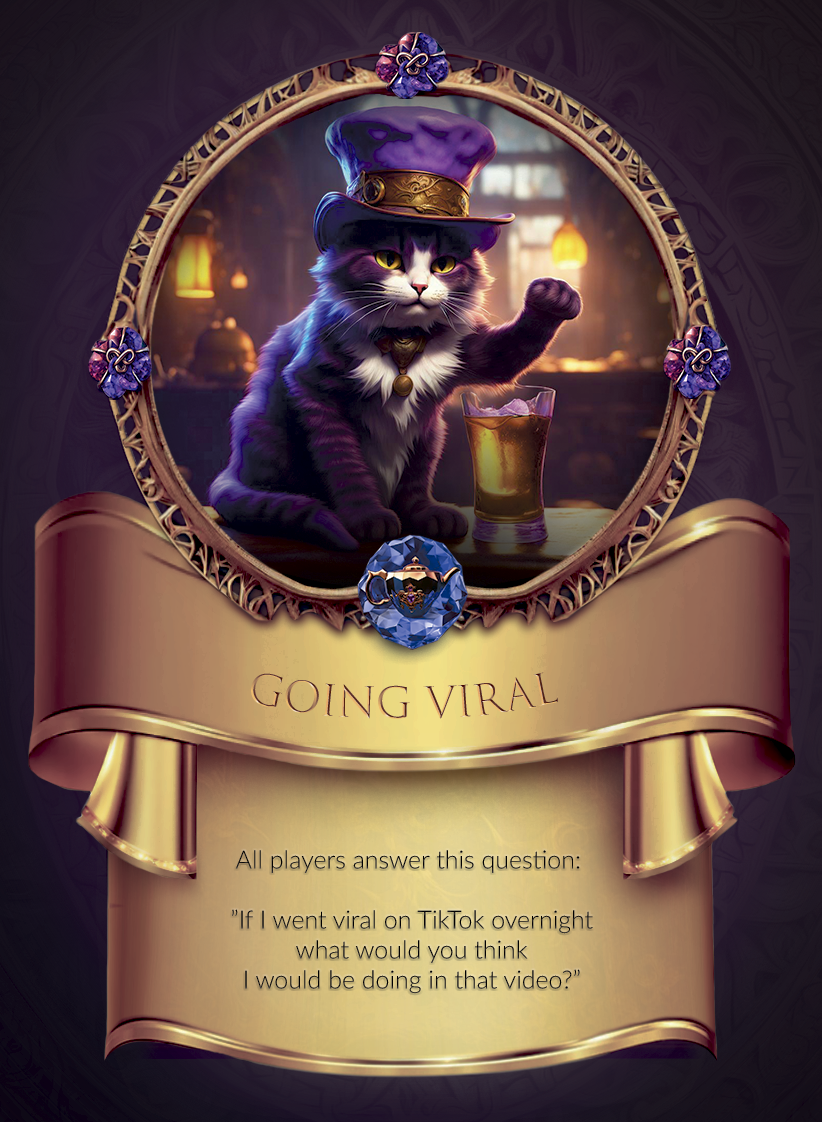 GOING VIRAL
All players answer this question:
”If I went viral on TikTok overnight
what would you think
I would be doing in that video?”